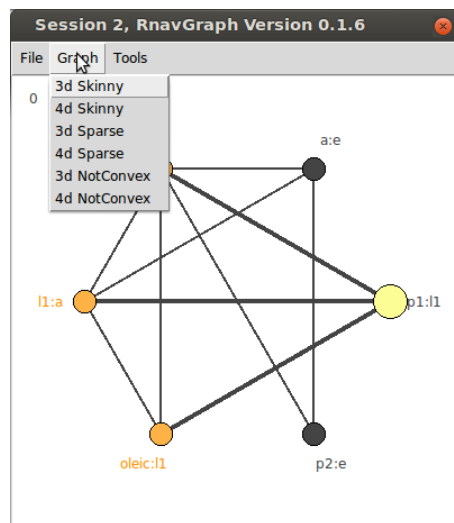 Session 2, RnavGraph Version 0.1.6
File Graph Tools
3d Skinny
0
4d Skinny
3d Sparse
a:e
4d Sparse
3d NotConvex
4d NotConvex
l1:a
p1:l1
oleic:l1
p2:e